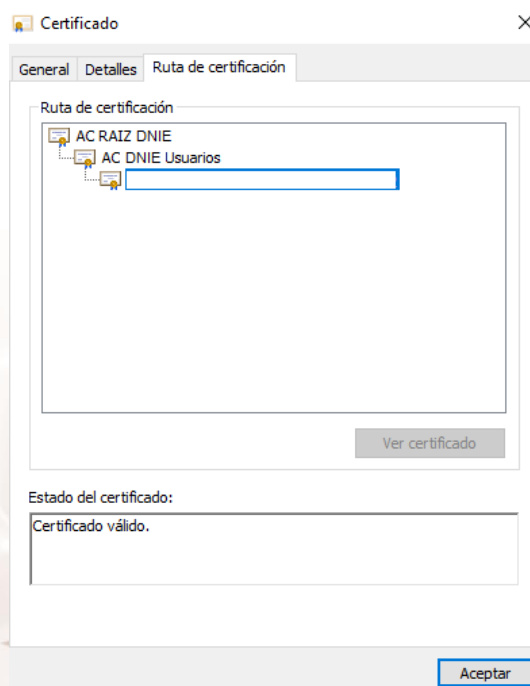 Certificado
General Detalles Ruta de certificación
Ruta de certificación
AC RAIZ DNIE
AC DNIE Usuarios
Ver certificado
Estado del certificado:
Certificado válido.
Aceptar